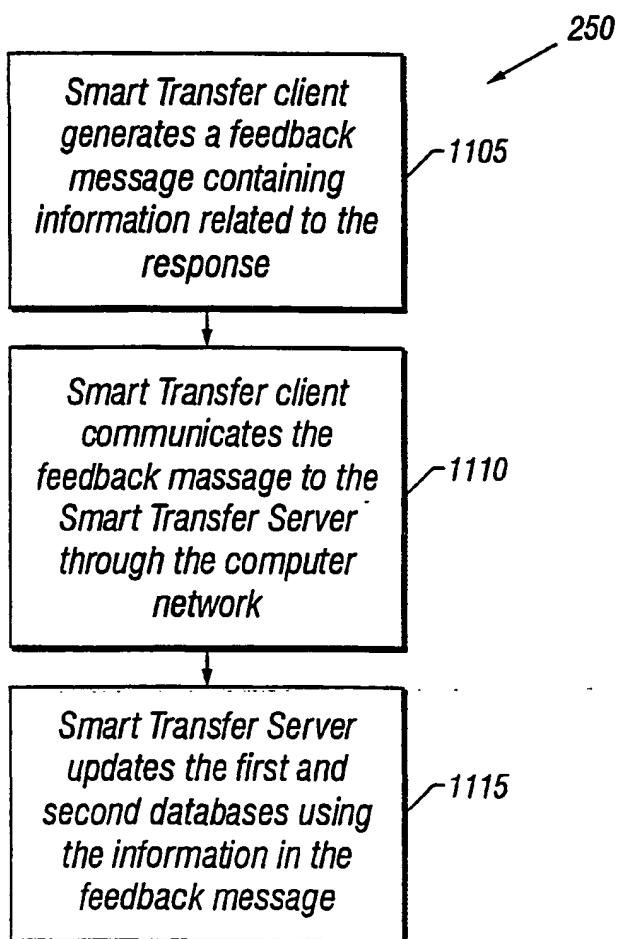 250
Smart Transfer client
generates a feedback
message containing
information related to the
response
1105
Smart Transfer client
communicates the
feedback massage to the
Smart Transfer Server
through the computer
network
1110
Smart Transfer Server
updates the first and
second databases using
the information in the
feedback message
1115